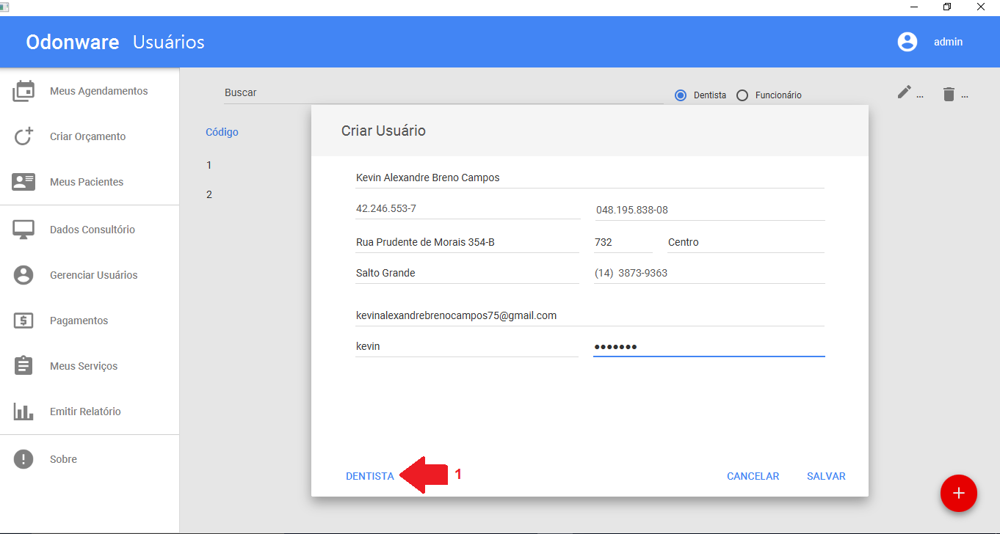 Odonware Usuários
admin
Meus Agendamentos
Criar Orçamento
Meus Pacientes
Dados Consultório
Gerenciar Usuários
Pagamentos
Meus Serviços
Emitir Relatório
Sobre
Buscar
Dentista Funcionário
... ...
Código
1
2
Criar Usuário
Kevin Alexandre Breno Campos
42.246.553-7 048.195.838-08
Rua Prudente de Morais 354-B 732 Centro
Salto Grande (14) 3873-9363
kevinalexandrebrenocampos75@gmail.com
kevin •••••••
DENTISTA 1 CANCELAR SALVAR
+